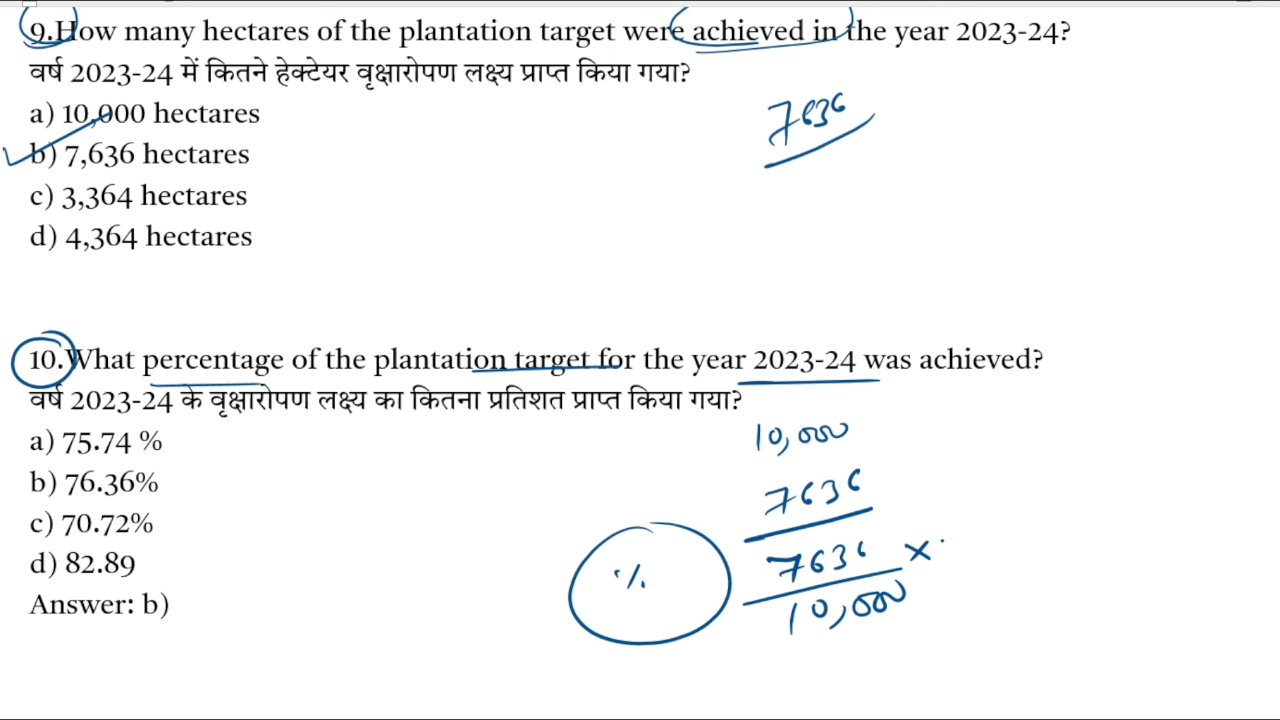 9.How many hectares of the plantation target were achieved in the year 2023-24?
वर्ष 2023-24 में कितने हेक्टेयर वृक्षारोपण लक्ष्य प्राप्त किया गया?
a) 10,000 hectares
7636
b) 7,636 hectares
c) 3,364 hectares
d) 4,364 hectares
10.What percentage of the plantation target for the year 2023-24 was achieved?
वर्ष 2023-24 के वृक्षारोपण लक्ष्य का कितना प्रतिशत प्राप्त किया गया?
a) 75.74 %
b) 76.36%
c) 70.72%
d) 82.89
Answer: b)
10,000
7636
7636 ×
10,000
%